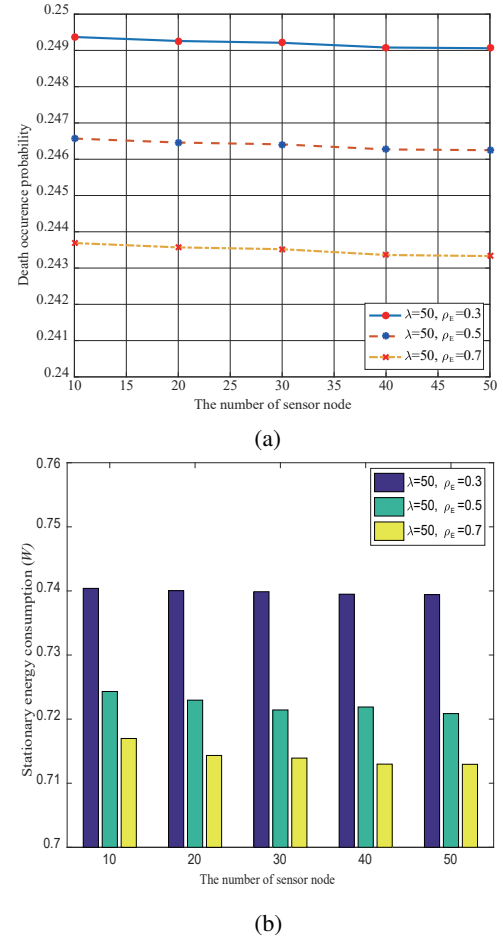 0.25
0.249
0.248
0.247
0.246
0.245
0.244
0.243
0.242
0.241
0.24
Death occurence probability
10 15 20 25 30 35 40 45 50
The number of sensor node
λ=50, ρE=0.3
λ=50, ρE=0.5
λ=50, ρE=0.7
(a)
0.76
0.75
0.74
0.73
0.72
0.71
0.7
Stationary energy consumption (W)
10 20 30 40 50
The number of sensor node
λ=50, ρE=0.3
λ=50, ρE=0.5
λ=50, ρE=0.7
(b)